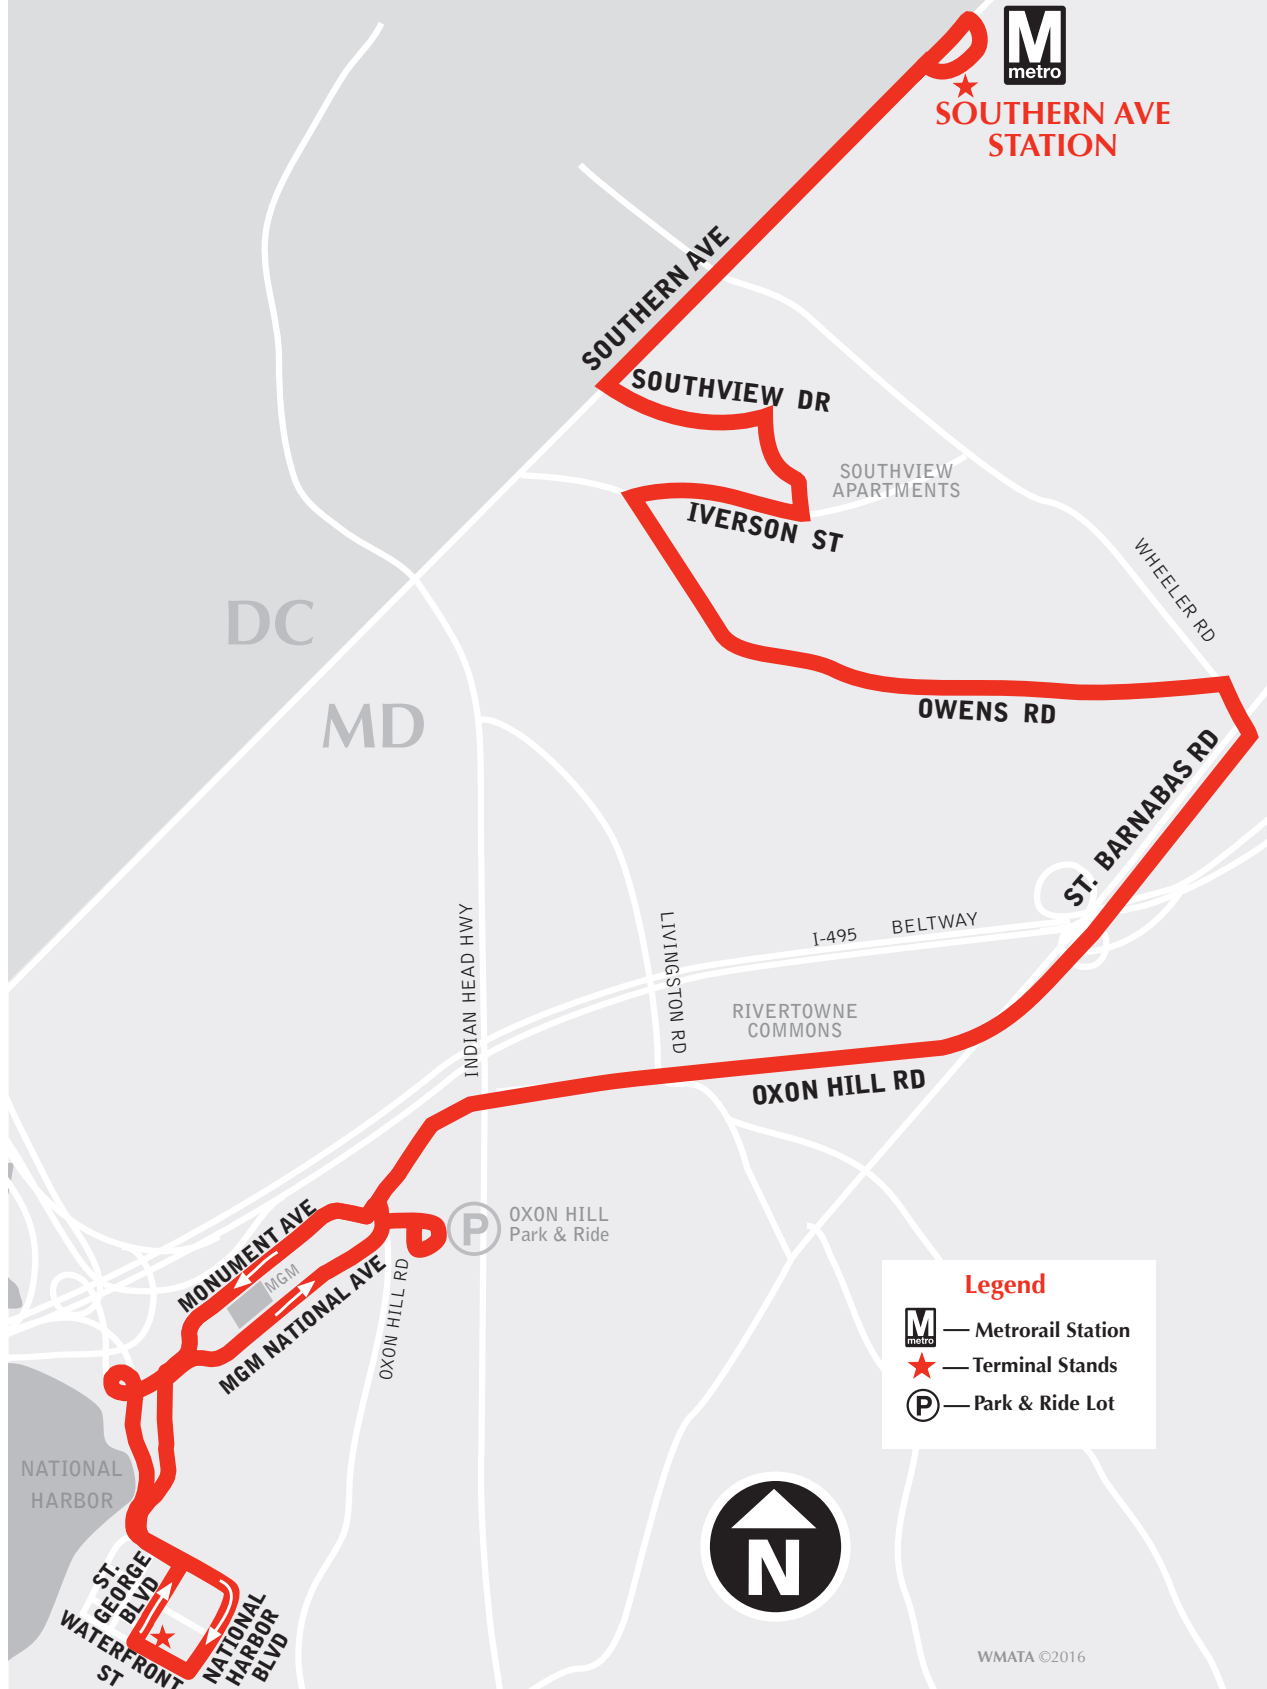 M
metro
SOUTHERN AVE
STATION
SOUTHERN AVE
SOUTHVIEW DR
SOUTHVIEW
APARTMENTS
IVERSON ST
WHEELER RD
DC
MD
OWENS RD
ST. BARNABAS RD
INDIAN HEAD HWY
LIVINGSTON RD
I-495 BELTWAY
RIVERTOWNE
COMMONS
OXON HILL RD
MONUMENT AVE
MGM
MGM NATIONAL AVE
P
OXON HILL
Park & Ride
OXON HILL RD
Legend
M
metro
— Metrorail Station
— Terminal Stands
P
— Park & Ride Lot
NATIONAL
HARBOR
N
ST.
GEORGE
BLVD
WATERFRONT
ST
NATIONAL
HARBOR
BLVD
WMATA ©2016